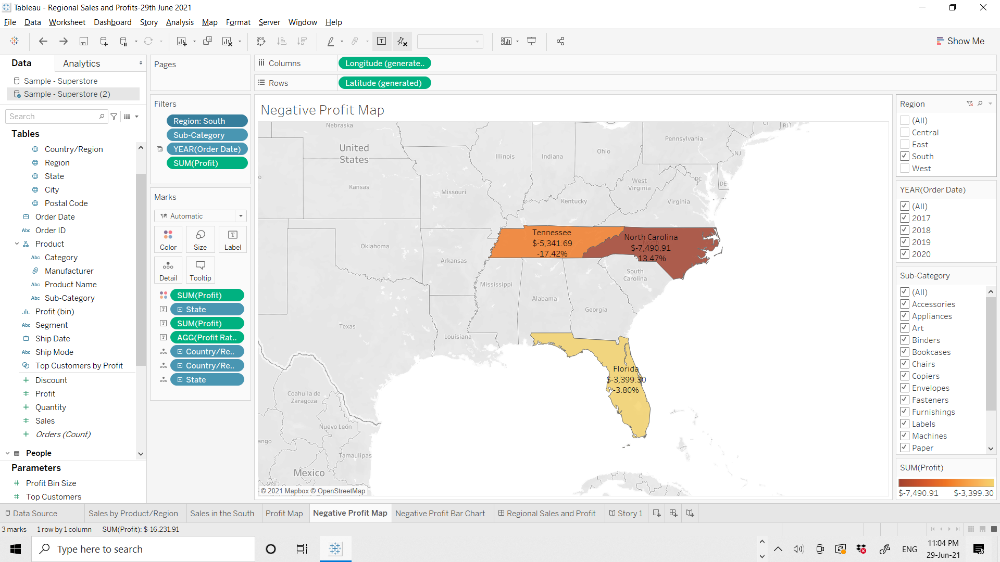 Tableau - Regional Sales and Profits-29th June 2021
File Data Worksheet Dashboard Story Analysis Map Format Server Window Help
Show Me
Data Analytics
Sample - Superstore
Sample - Superstore (2)
Search
Tables
Country/Region
Region
State
City
Postal Code
Order Date
Abc Order ID
Product
Abc Category
Manufacturer
Abc Product Name
Abc Sub-Category
Profit (bin)
Abc Segment
Ship Date
Abc Ship Mode
Top Customers by Profit
# Discount
# Profit
# Quantity
# Sales
# Orders (Count)
People
Parameters
# Profit Bin Size
# Top Customers
Pages
Filters
Region: South
Sub-Category
YEAR(Order Date)
SUM(Profit)
Marks
Automatic
Color Size Label
Detail Tooltip
SUM(Profit)
State
SUM(Profit)
AGG(Profit Rat..
Country/Re..
Country/Re..
State
Columns Longitude (generate..
Rows Latitude (generated)
Negative Profit Map
Nebraska
United
States
Kansas
Missouri
Illinois
Indiana
Ohio
Pennsylvania
CT
RI
NJ
DC
DE
West
Virginia
Virginia
Kentucky
Oklahoma
Arkansas
Tennessee
$-5,341.69
-17.42%
North Carolina
$-7,490.91
-13.47%
South
Carolina
Mississippi
Alabama
Georgia
Texas
Louisiana
Florida
$-3,399.30
-3.80%
Coahuila de
Zaragoza
Nuevo León
ango
Tamaulipas
Mexico
© 2021 Mapbox © OpenStreetMap
Region
(All)
Central
East
South
West
YEAR(Order Date)
(All)
2017
2018
2019
2020
Sub-Category
(All)
Accessories
Appliances
Art
Binders
Bookcases
Chairs
Copiers
Envelopes
Fasteners
Furnishings
Labels
Machines
Paper
SUM(Profit)
$-7,490.91 $-3,399.30
Data Source Sales by Product/Region Sales in the South Profit Map Negative Profit Map Negative Profit Bar Chart Regional Sales and Profit Story 1
3 marks 1 row by 1 column SUM(Profit): $-16,231.91
Type here to search
ENG
11:04 PM
29-Jun-21